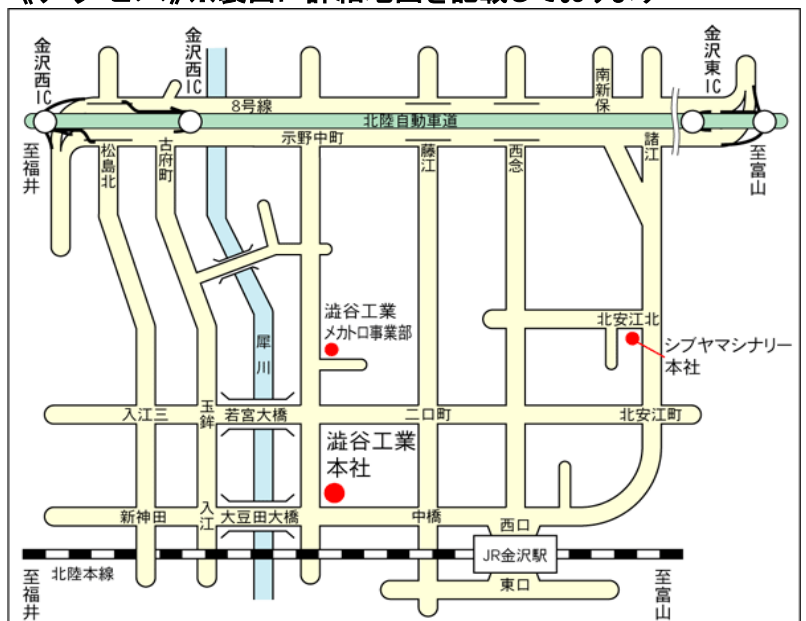 金沢西IC
金沢西IC
金沢東IC
南新保
8号線
北陸自動車道
至福井
松島北
古府町
示野中町
藤江
西念
諸江
至富山
澁谷工業
メカトロ事業部
北安江北
シブヤマシナリー
本社
犀川
入江三
玉鉾
若宮大橋
二口町
北安江町
澁谷工業
本社
新神田
入江
大豆田大橋
中橋
西口
JR金沢駅
東口
北陸本線
至福井
至富山